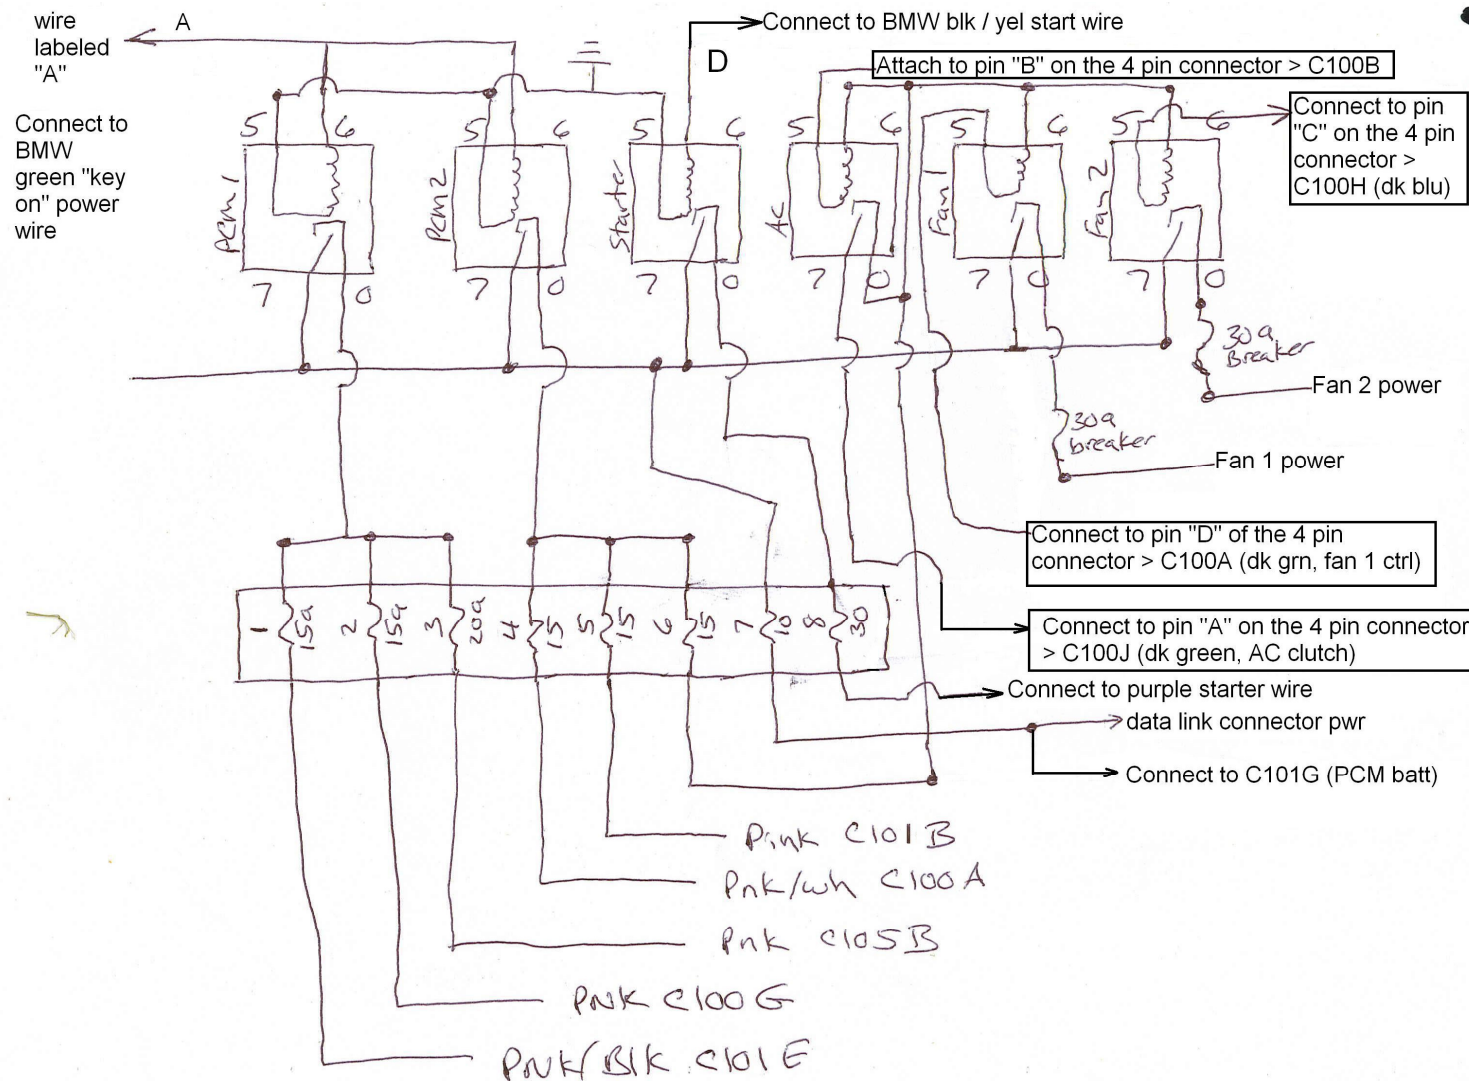 wire
labeled
"A"
A
Connect to BMW blk / yel start wire
D
Attach to pin "B" on the 4 pin connector > C100B
Connect to
BMW
green "key
on" power
wire
Connect to pin
"C" on the 4 pin
connector >
C100H (dk blu)
5 6 5 6 5 6 5 6 5 6 5 6
PCM 1
PCM 2
Starter
AC
Fan 1
Fan 2
7 0 7 0 7 0 7 0 7 0 7 0
30a
Breaker
Fan 2 power
30a
breaker
Fan 1 power
Connect to pin "D" of the 4 pin
connector > C100A (dk grn, fan 1 ctrl)
1 15a 2 15a 3 20a 4 15 5 15 6 15 7 10 8 30
Connect to pin "A" on the 4 pin connector
> C100J (dk green, AC clutch)
Connect to purple starter wire
data link connector pwr
Connect to C101G (PCM batt)
Pink C101B
Pnk/wh C100A
Pnk C105B
PNK C100G
PNK/Blk C101E